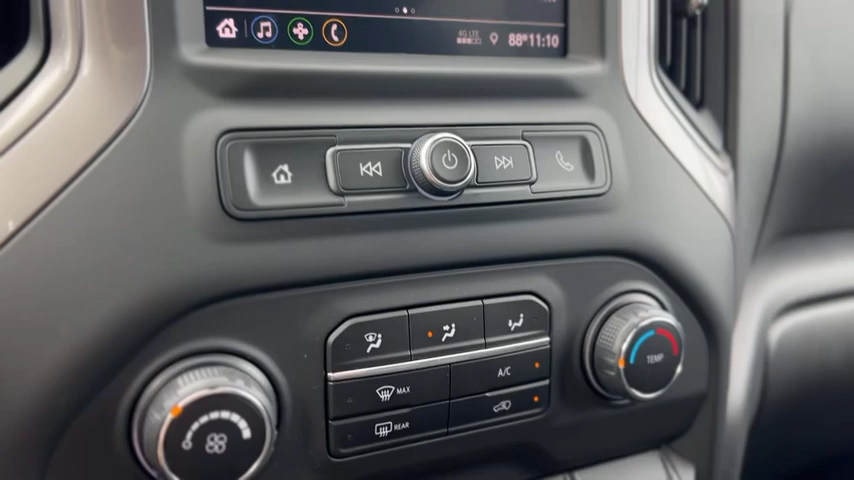 4G LTE
88° 11:10
A/C
TEMP
MAX
REAR